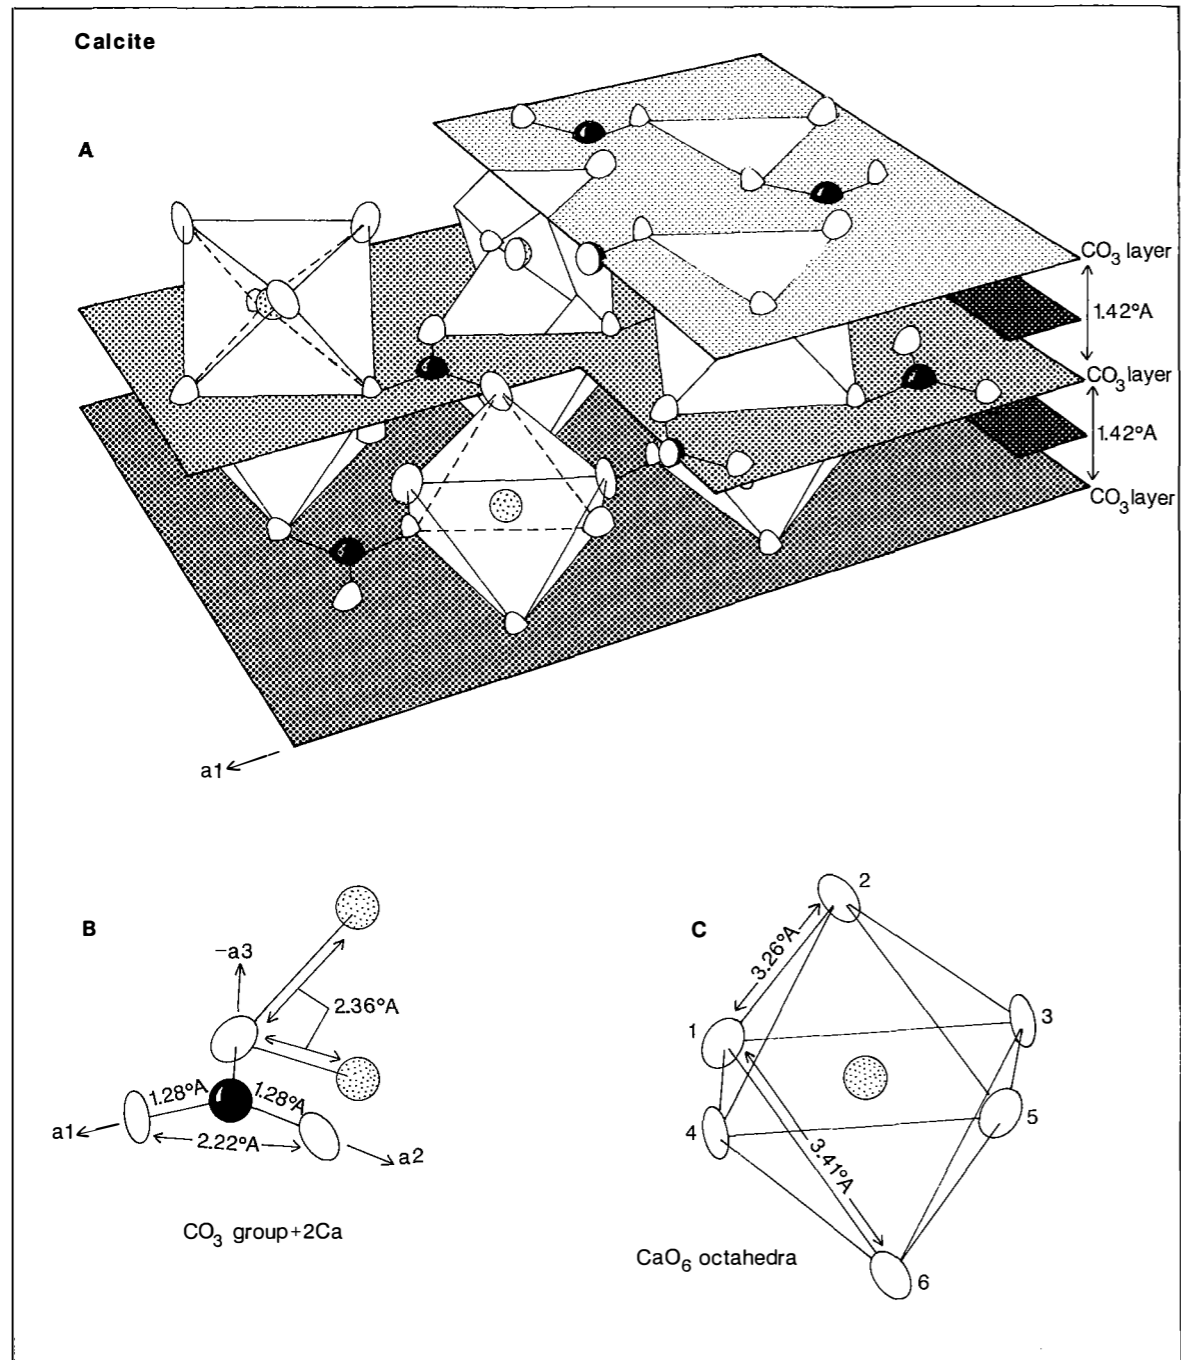 Calcite
A
CO3 layer
1.42°A
CO3 layer
1.42°A
CO3 layer
a1
B
-a3
2.36°A
1.28°A
1.28°A
2.22°A
a1
a2
CO3 group+2Ca
C
2
3.26°A
1
3
4
5
3.41°A
6
CaO6 octahedra